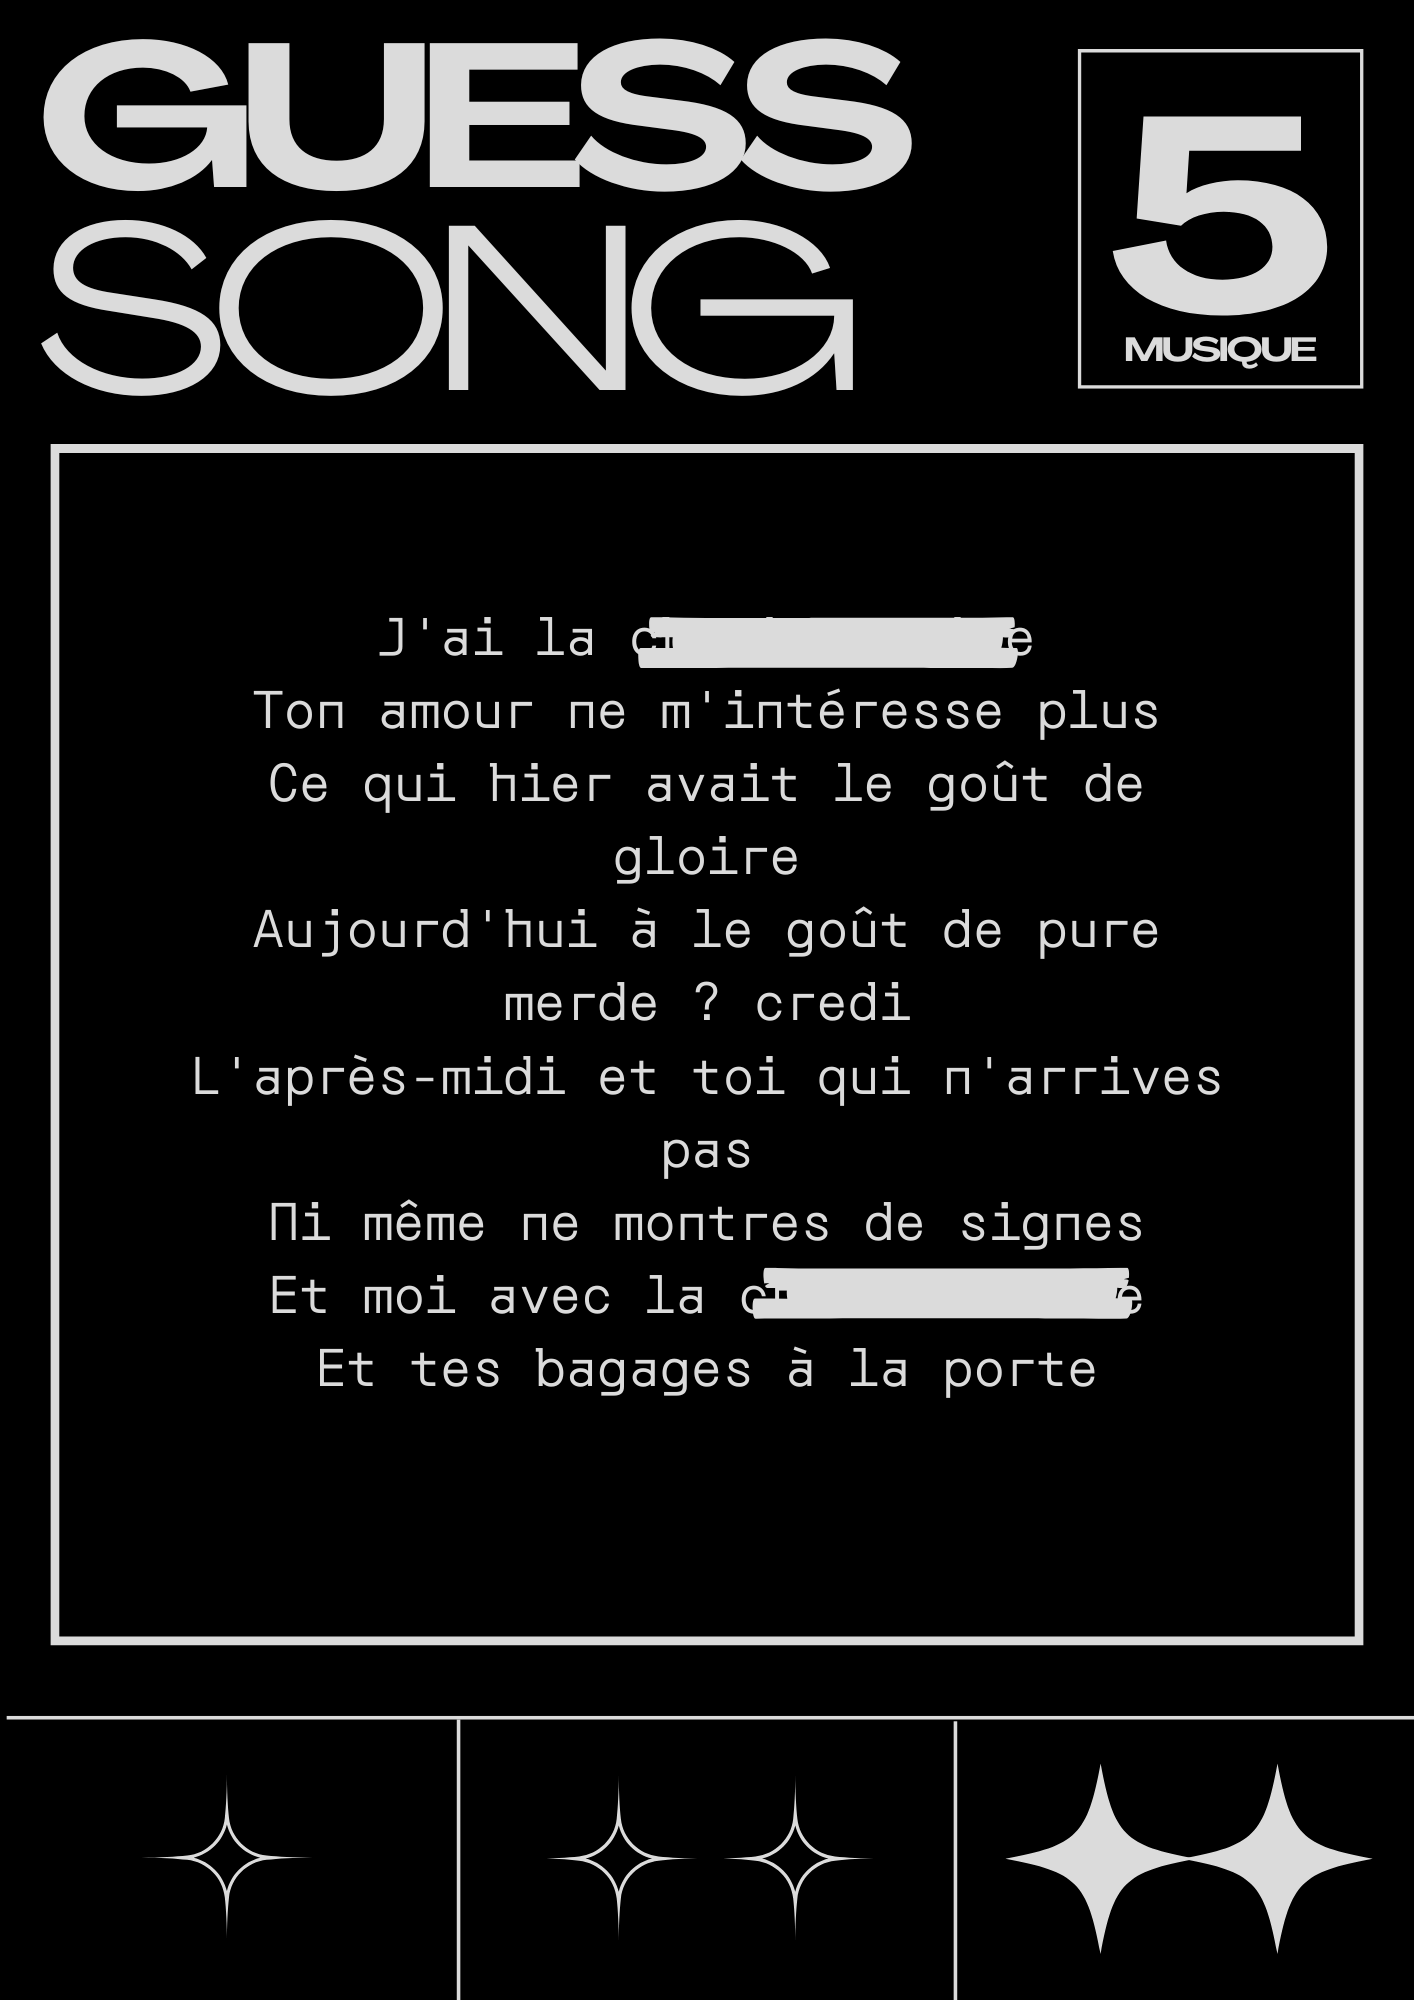 GUESS
SONG
5
MUSIQUE
J'ai la
Ton amour ne m'intéresse plus
Ce qui hier avait le goût de
gloire
Aujourd'hui à le goût de pure
merde ? credi
L'après-midi et toi qui n'arrives
pas
Ni même ne montres de signes
Et moi avec la
Et tes bagages à la porte